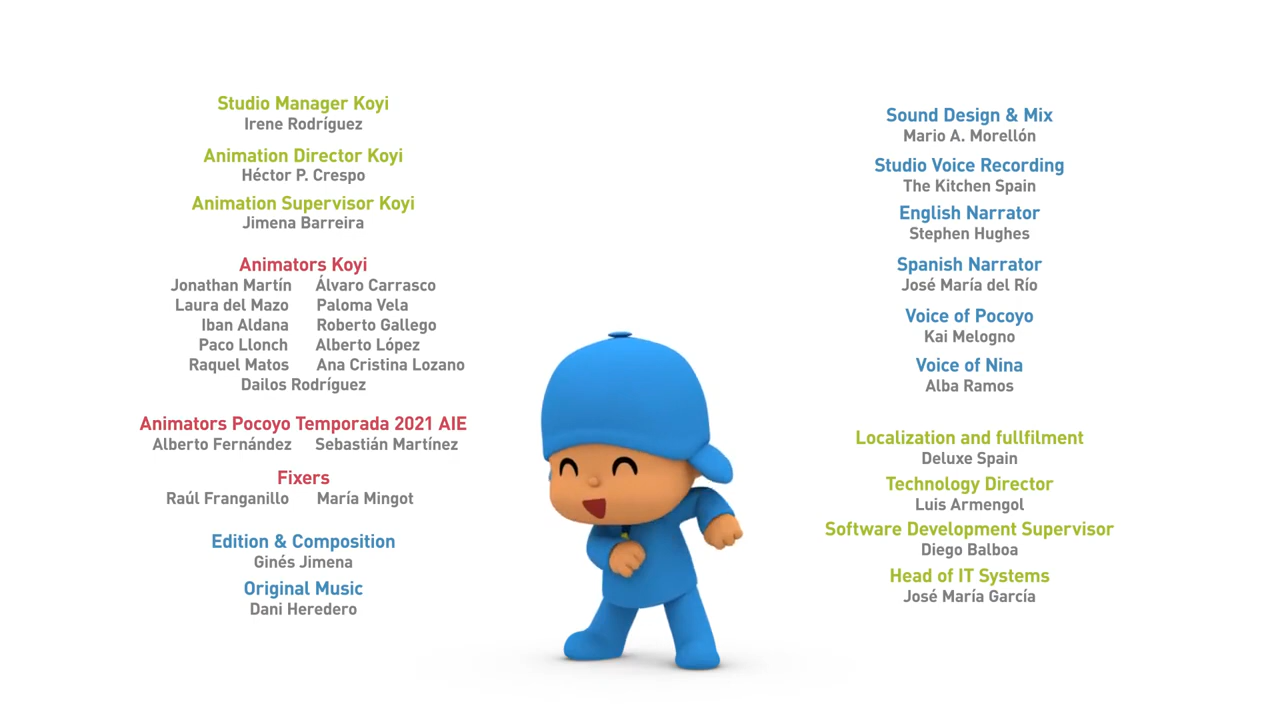 Studio Manager Koyi
Irene Rodríguez
Animation Director Koyi
Héctor P. Crespo
Animation Supervisor Koyi
Jimena Barreira
Animators Koyi
Jonathan Martín Álvaro Carrasco
Laura del Mazo Paloma Vela
Iban Aldana Roberto Gallego
Paco Llonch Alberto López
Raquel Matos Ana Cristina Lozano
Dailos Rodríguez
Animators Pocoyo Temporada 2021 AIE
Alberto Fernández Sebastián Martínez
Fixers
Raúl Franganillo María Mingot
Edition & Composition
Ginés Jimena
Original Music
Dani Heredero
Sound Design & Mix
Mario A. Morellón
Studio Voice Recording
The Kitchen Spain
English Narrator
Stephen Hughes
Spanish Narrator
José María del Río
Voice of Pocoyo
Kai Melogno
Voice of Nina
Alba Ramos
Localization and fullfilment
Deluxe Spain
Technology Director
Luis Armengol
Software Development Supervisor
Diego Balboa
Head of IT Systems
José María García